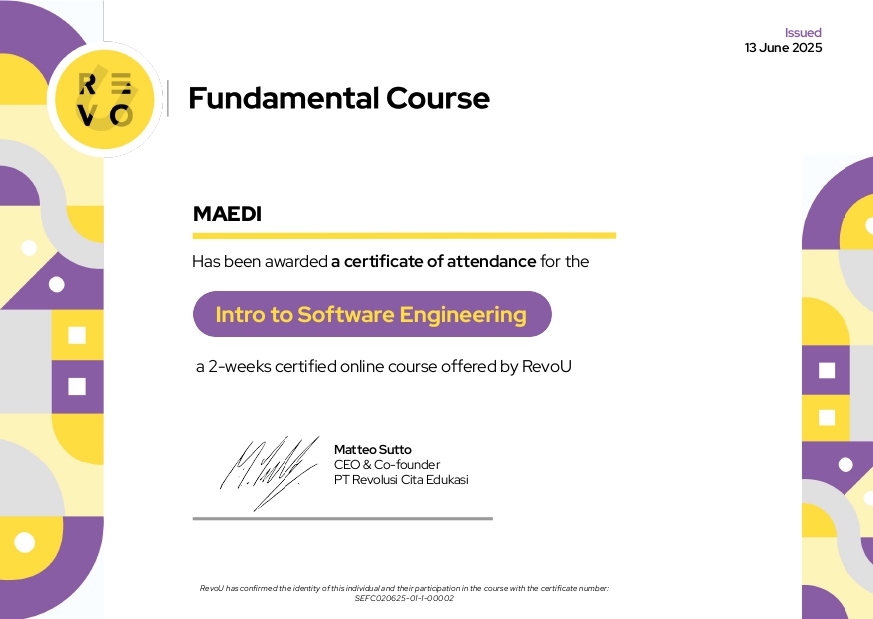 Issued
13 June 2025
RE
VO
Fundamental Course
MAEDI
Has been awarded a certificate of attendance for the
Intro to Software Engineering
a 2-weeks certified online course offered by RevoU
Matteo Sutto
CEO & Co-founder
PT Revolusi Cita Edukasi
RevoU has confirmed the identity of this individual and their participation in the course with the certificate number:
SEFC020625-01-1-00002